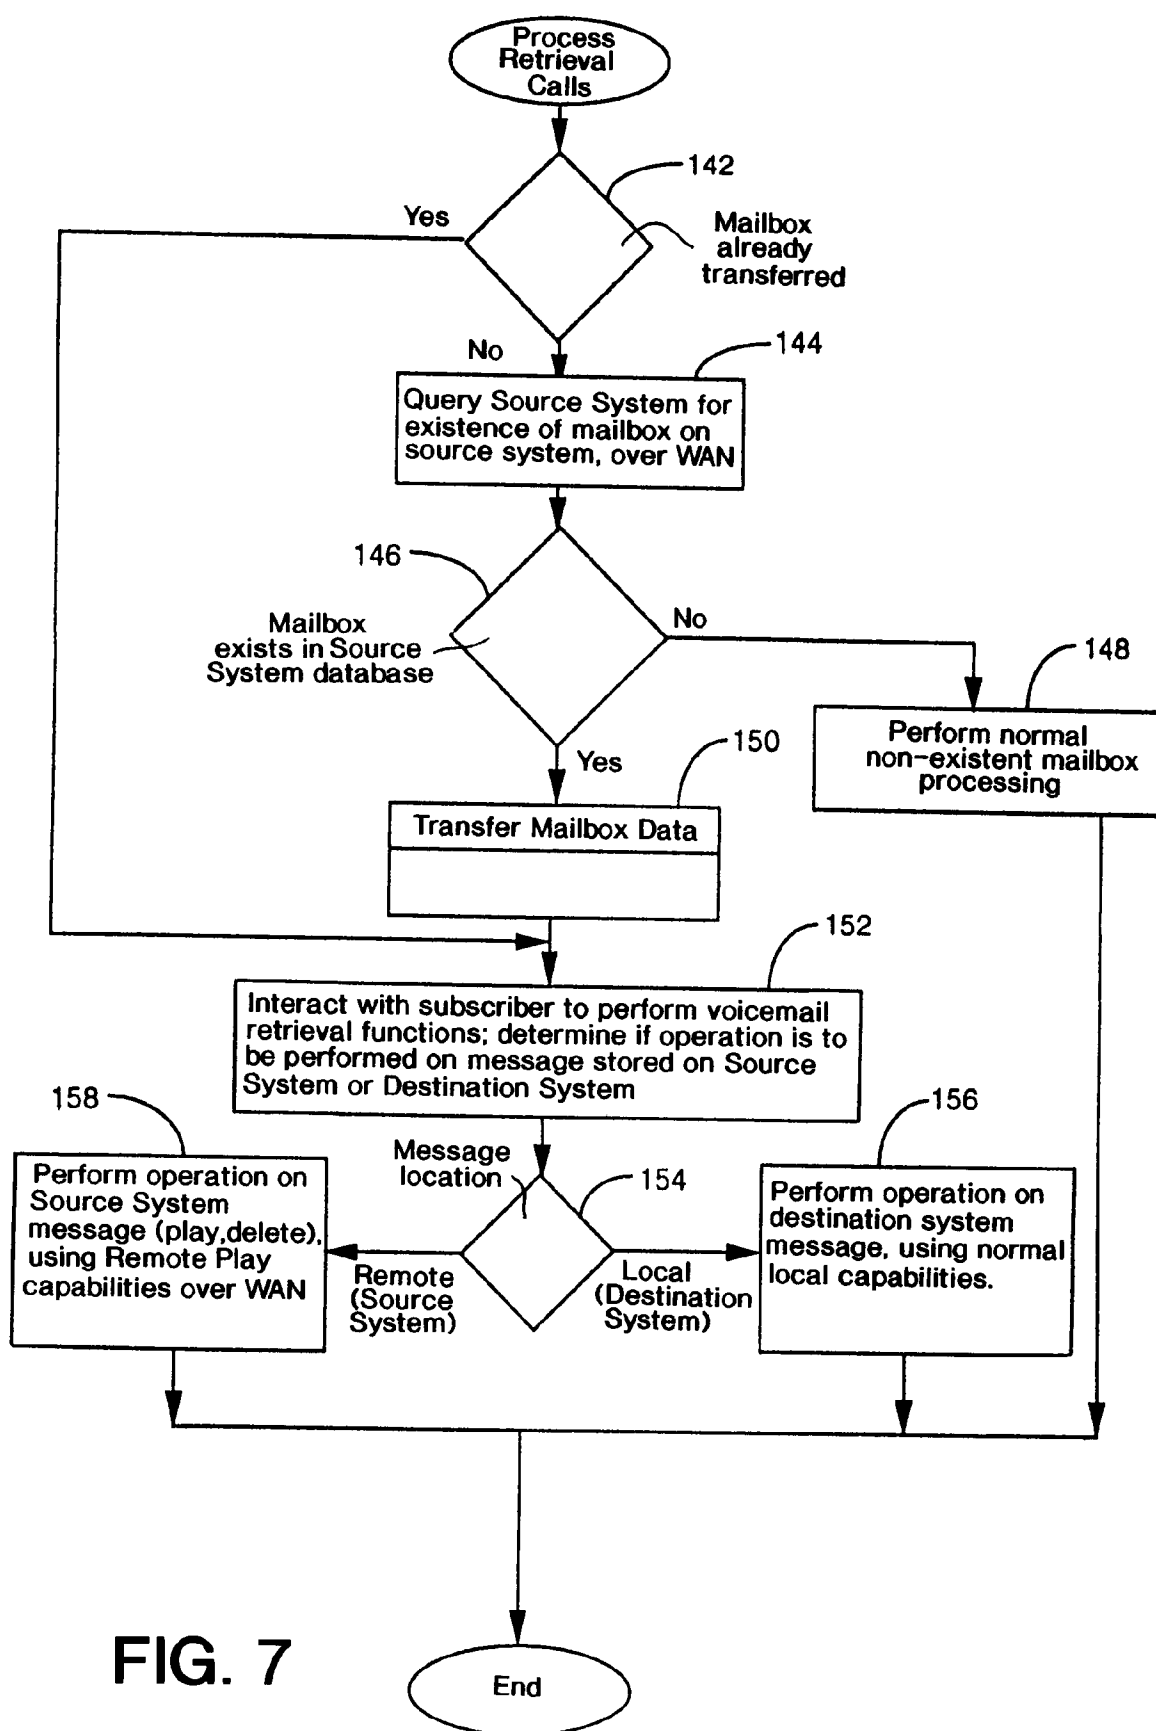 Process
Retrieval
Calls
142
Yes
Mailbox
already
transferred
No
144
Query Source System for
existence of mailbox on
source system, over WAN
146
Mailbox
exists in Source
System database
No
148
Perform normal
non-existent mailbox
processing
Yes
150
Transfer Mailbox Data
152
Interact with subscriber to perform voicemail
retrieval functions; determine if operation is to
be performed on message stored on Source
System or Destination System
158
Perform operation on
Source System
message (play,delete),
using Remote Play
capabilities over WAN
Message
location
154
Remote
(Source
System)
Local
(Destination
System)
156
Perform operation on
destination system
message, using normal
local capabilities.
FIG. 7
End